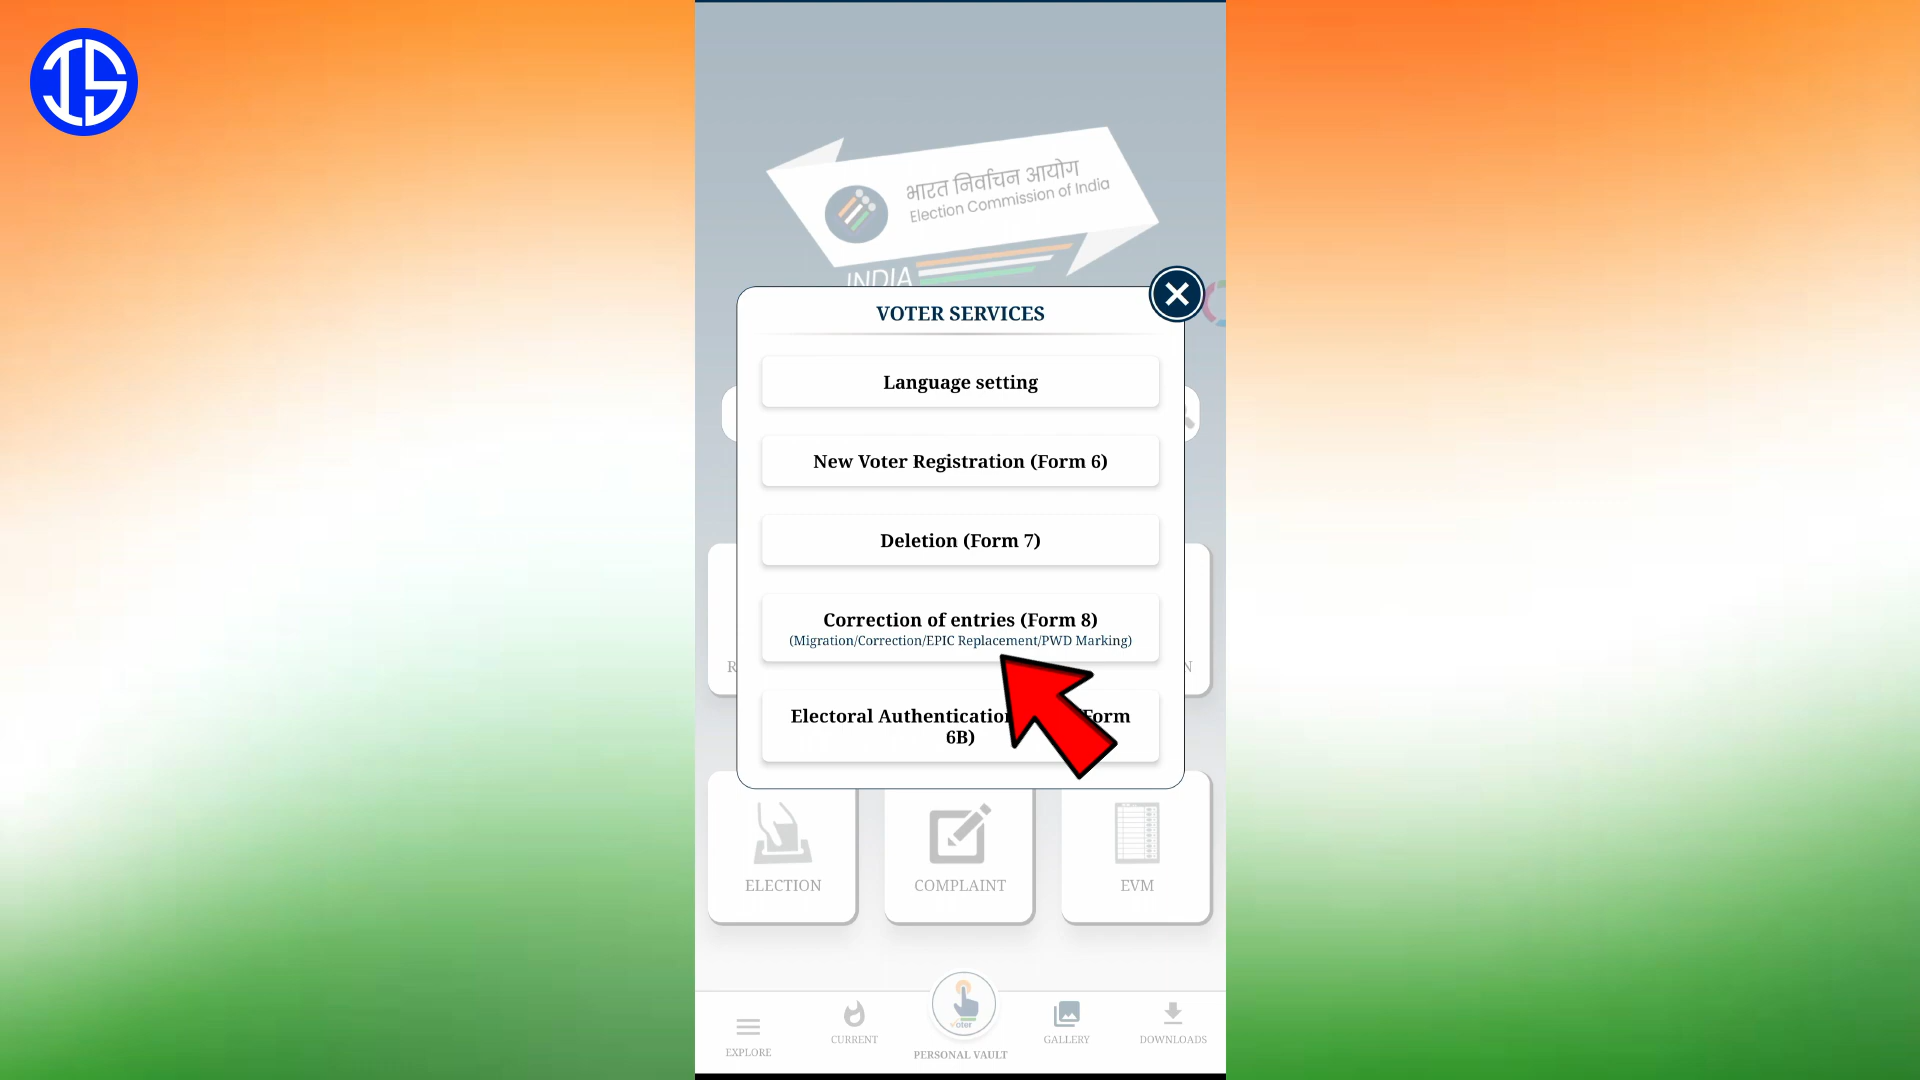 JS
भारत निर्वाचन आयोग
Election Commission of India
INDIA
VOTER SERVICES
Language setting
New Voter Registration (Form 6)
Deletion (Form 7)
Correction of entries (Form 8)
(Migration/Correction/EPIC Replacement/PWD Marking)
Electoral Authentication
6B)
ELECTION
COMPLAINT
EVM
EXPLORE
CURRENT
voter
PERSONAL VAULT
GALLERY
DOWNLOADS